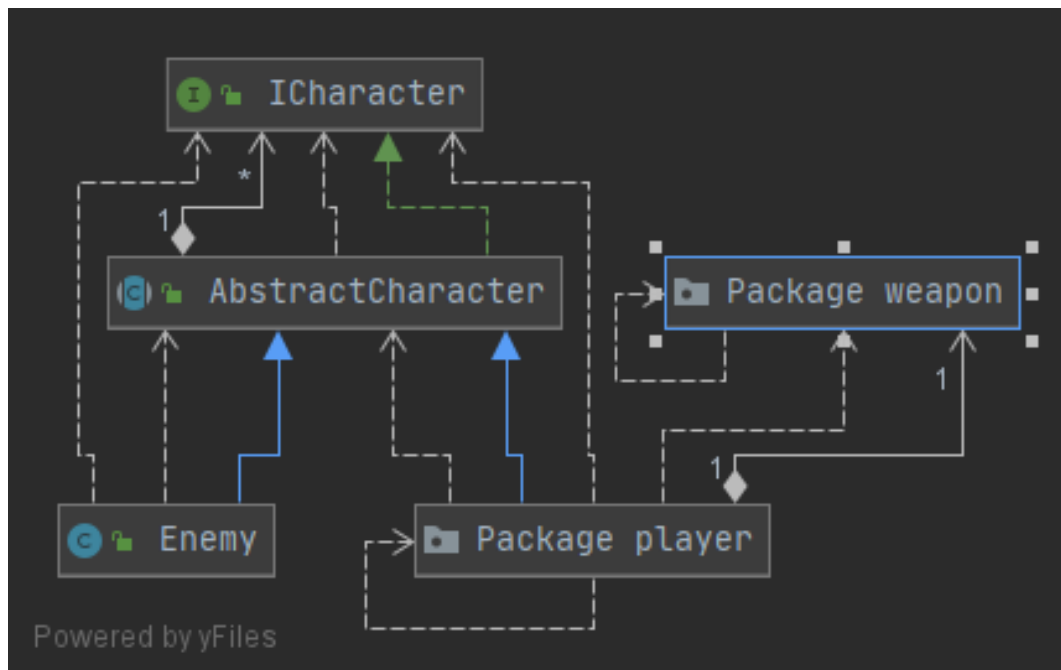 I ICharacter
*
1
C AbstractCharacter
Package weapon
1
1
C Enemy
Package player
Powered by yFiles